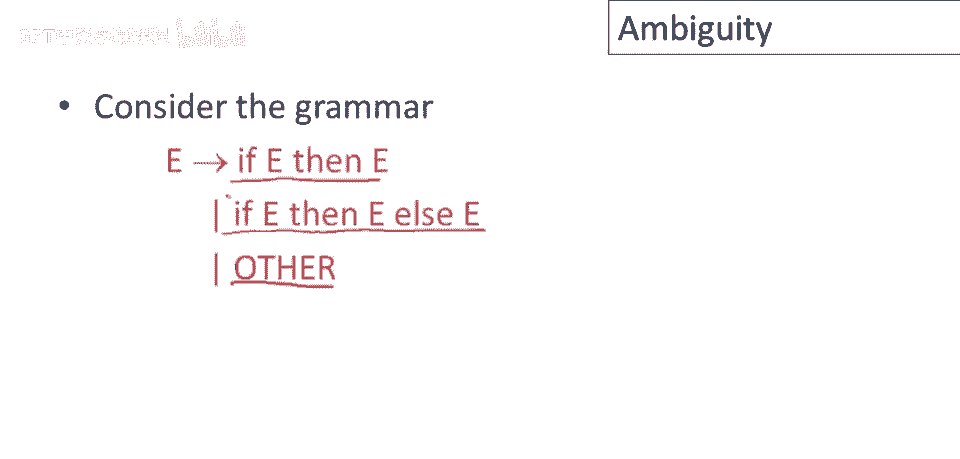 Ambiguity
• Consider the grammar
E → if E then E
| if E then E else E
| OTHER